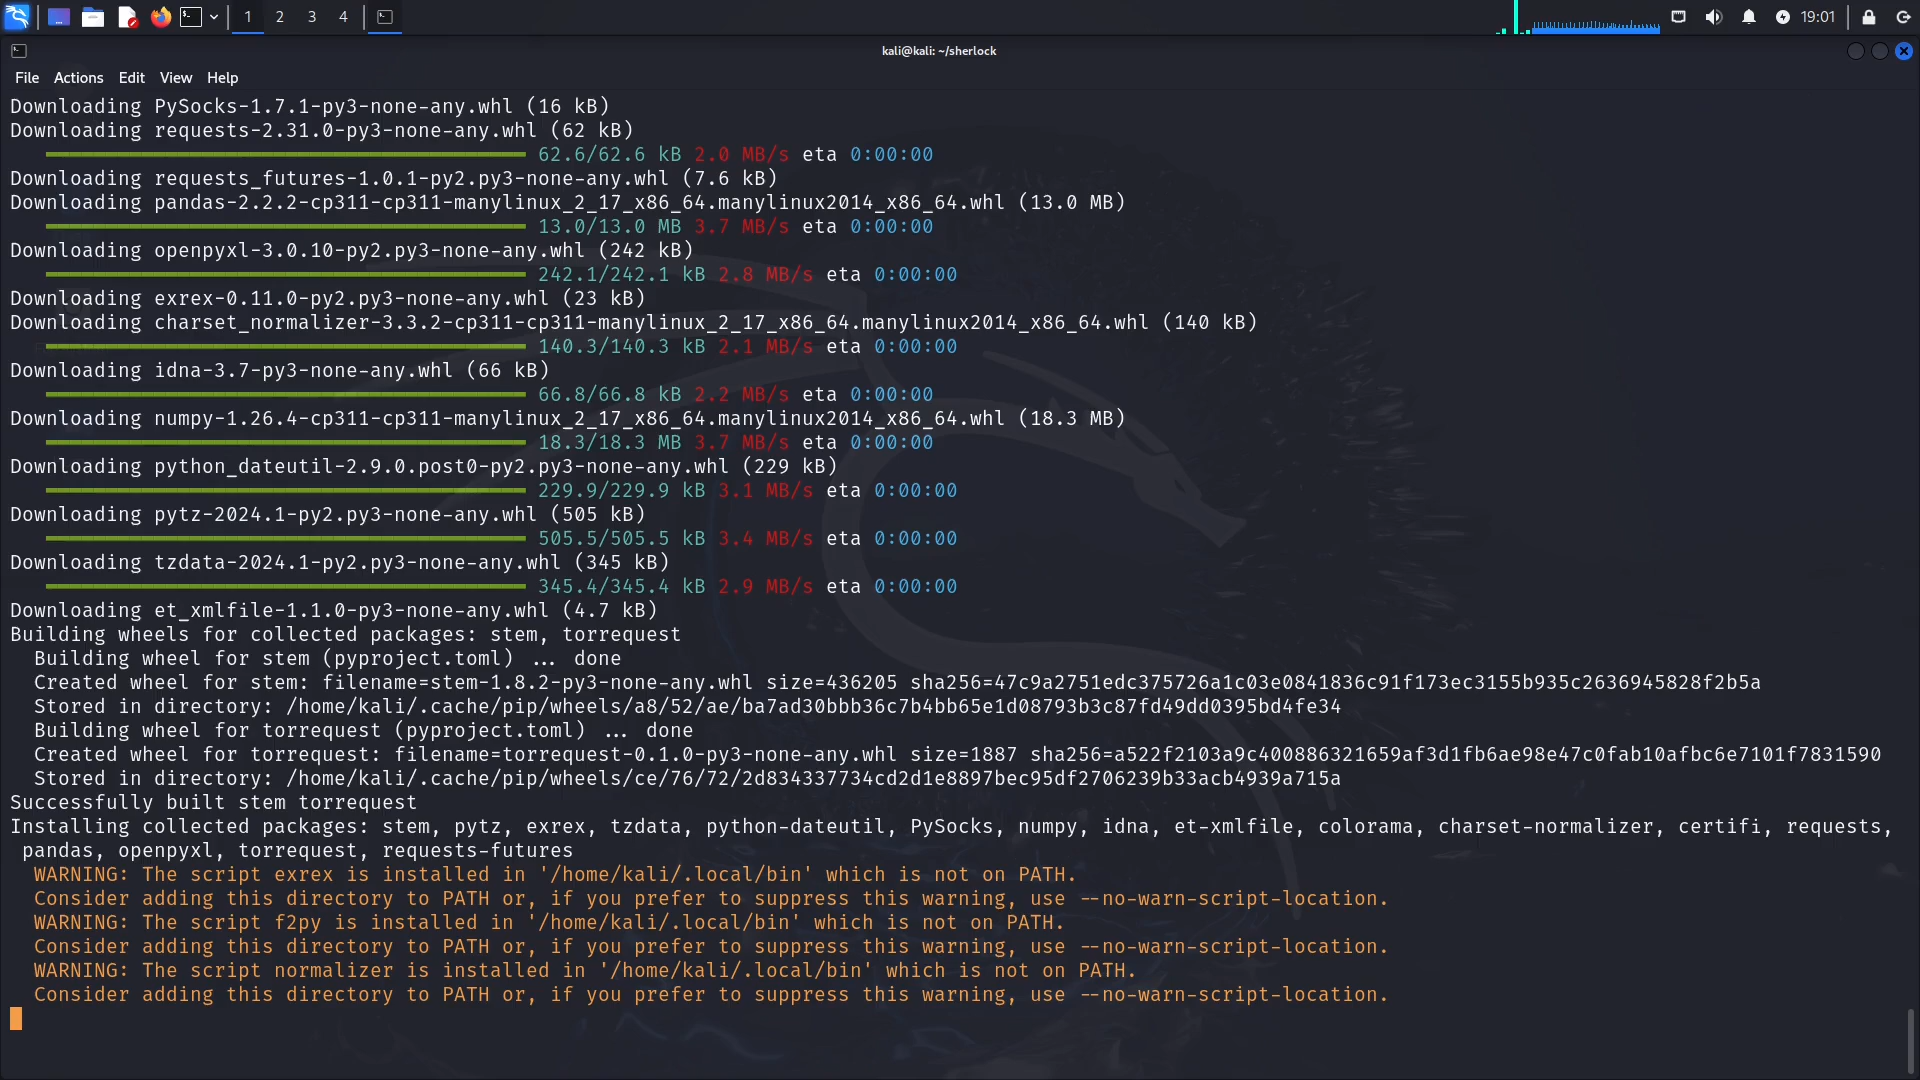 1 2 3 4
19:01
kali@kali: ~/sherlock
File Actions Edit View Help
Downloading PySocks-1.7.1-py3-none-any.whl (16 kB)
Downloading requests-2.31.0-py3-none-any.whl (62 kB)
62.6/62.6 kB 2.0 MB/s eta 0:00:00
Downloading requests_futures-1.0.1-py2.py3-none-any.whl (7.6 kB)
Downloading pandas-2.2.2-cp311-cp311-manylinux_2_17_x86_64.manylinux2014_x86_64.whl (13.0 MB)
13.0/13.0 MB 3.7 MB/s eta 0:00:00
Downloading openpyxl-3.0.10-py2.py3-none-any.whl (242 kB)
242.1/242.1 kB 2.8 MB/s eta 0:00:00
Downloading exrex-0.11.0-py2.py3-none-any.whl (23 kB)
Downloading charset_normalizer-3.3.2-cp311-cp311-manylinux_2_17_x86_64.manylinux2014_x86_64.whl (140 kB)
140.3/140.3 kB 2.1 MB/s eta 0:00:00
Downloading idna-3.7-py3-none-any.whl (66 kB)
66.8/66.8 kB 2.2 MB/s eta 0:00:00
Downloading numpy-1.26.4-cp311-cp311-manylinux_2_17_x86_64.manylinux2014_x86_64.whl (18.3 MB)
18.3/18.3 MB 3.7 MB/s eta 0:00:00
Downloading python_dateutil-2.9.0.post0-py2.py3-none-any.whl (229 kB)
229.9/229.9 kB 3.1 MB/s eta 0:00:00
Downloading pytz-2024.1-py2.py3-none-any.whl (505 kB)
505.5/505.5 kB 3.4 MB/s eta 0:00:00
Downloading tzdata-2024.1-py2.py3-none-any.whl (345 kB)
345.4/345.4 kB 2.9 MB/s eta 0:00:00
Downloading et_xmlfile-1.1.0-py3-none-any.whl (4.7 kB)
Building wheels for collected packages: stem, torrequest
Building wheel for stem (pyproject.toml) ... done
Created wheel for stem: filename=stem-1.8.2-py3-none-any.whl size=436205 sha256=47c9a2751edc375726a1c03e0841836c91f173ec3155b935c2636945828f2b5a
Stored in directory: /home/kali/.cache/pip/wheels/a8/52/ae/ba7ad30bbb36c7b4bb65e1d08793b3c87fd49dd0395bd4fe34
Building wheel for torrequest (pyproject.toml) ... done
Created wheel for torrequest: filename=torrequest-0.1.0-py3-none-any.whl size=1887 sha256=a522f2103a9c400886321659af3d1fb6ae98e47c0fab10afbc6e7101f7831590
Stored in directory: /home/kali/.cache/pip/wheels/ce/76/72/2d834337734cd2d1e8897bec95df2706239b33acb4939a715a
Successfully built stem torrequest
Installing collected packages: stem, pytz, exrex, tzdata, python-dateutil, PySocks, numpy, idna, et-xmlfile, colorama, charset-normalizer, certifi, requests,
pandas, openpyxl, torrequest, requests-futures
WARNING: The script exrex is installed in '/home/kali/.local/bin' which is not on PATH.
Consider adding this directory to PATH or, if you prefer to suppress this warning, use --no-warn-script-location.
WARNING: The script f2py is installed in '/home/kali/.local/bin' which is not on PATH.
Consider adding this directory to PATH or, if you prefer to suppress this warning, use --no-warn-script-location.
WARNING: The script normalizer is installed in '/home/kali/.local/bin' which is not on PATH.
Consider adding this directory to PATH or, if you prefer to suppress this warning, use --no-warn-script-location.